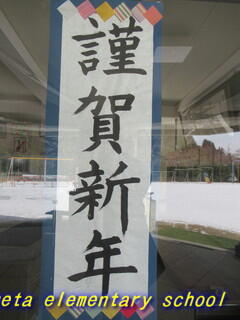 謹賀新年
eta elementary school